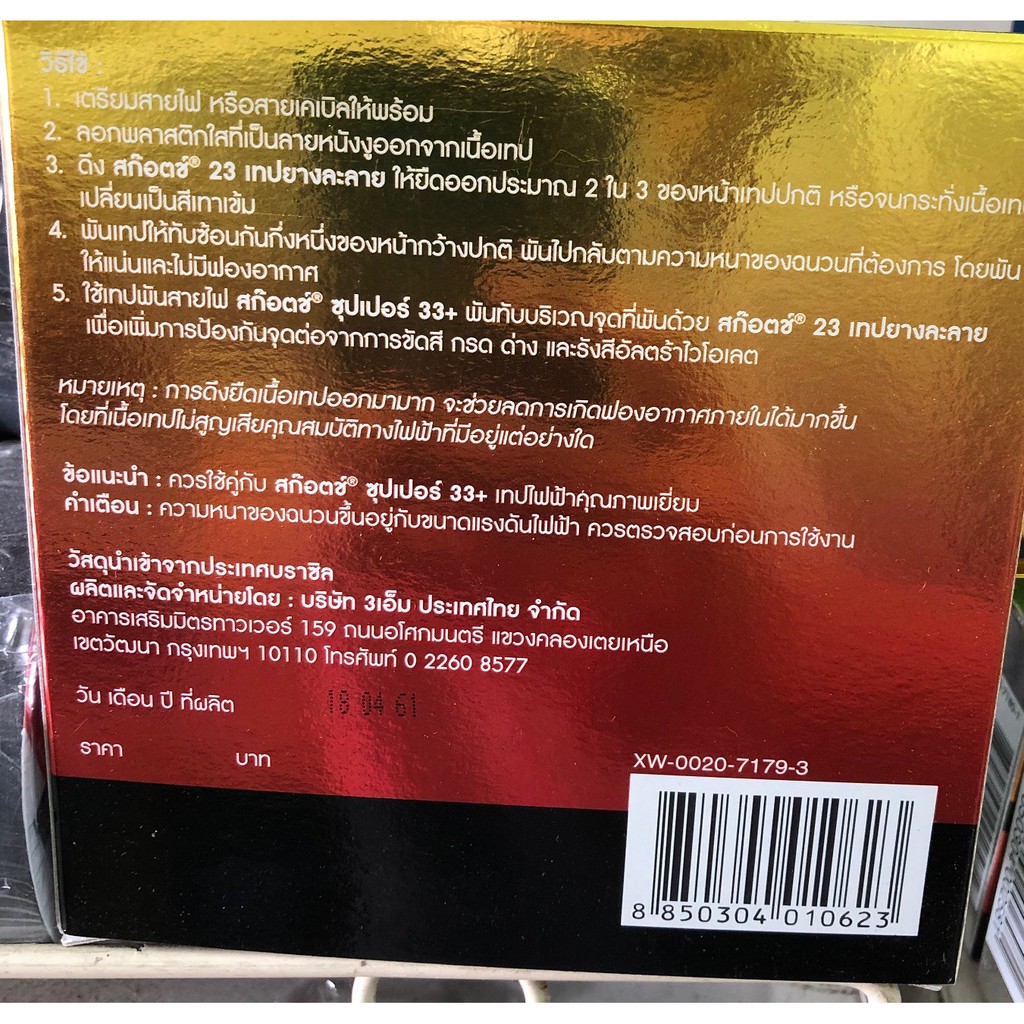 วิธีใช้ :
1. เตรียมสายไฟ หรือสายเคเบิลให้พร้อม
2. ลอกพลาสติกใสที่เป็นลายหนังงูออกจากเนื้อเทป
3. ดึง สก๊อตช์® 23 เทปยางละลาย ให้ยืดออกประมาณ 2 ใน 3 ของหน้าเทปปกติ หรือจนกระทั่งเนื้อเท
เปลี่ยนเป็นสีเทาเข้ม
4. พันเทปให้ทับซ้อนกันกึ่งหนึ่งของหน้ากว้างปกติ พันไปกลับตามความหนาของฉนวนที่ต้องการ โดยพัน
ให้แน่นและไม่มีฟองอากาศ
5. ใช้เทปพันสายไฟ สก๊อตช์® ซุปเปอร์ 33+ พันทับบริเวณจุดที่พันด้วย สก๊อตช์® 23 เทปยางละลาย
เพื่อเพิ่มการป้องกันจุดต่อจากการขัดสี กรด ด่าง และรังสีอัลตร้าไวโอเลต
หมายเหตุ : การดึงยืดเนื้อเทปออกมามาก จะช่วยลดการเกิดฟองอากาศภายในได้มากขึ้น
โดยที่เนื้อเทปไม่สูญเสียคุณสมบัติทางไฟฟ้าที่มีอยู่แต่อย่างใด
ข้อแนะนำ : ควรใช้คู่กับ สก๊อตช์® ซุปเปอร์ 33+ เทปไฟฟ้าคุณภาพเยี่ยม
คำเตือน : ความหนาของฉนวนขึ้นอยู่กับขนาดแรงดันไฟฟ้า ควรตรวจสอบก่อนการใช้งาน
วัสดุนำเข้าจากประเทศบราซิล
ผลิตและจัดจำหน่ายโดย : บริษัท 3เอ็ม ประเทศไทย จำกัด
อาคารเสริมมิตรทาวเวอร์ 159 ถนนอโศกมนตรี แขวงคลองเตยเหนือ
เขตวัฒนา กรุงเทพฯ 10110 โทรศัพท์ 0 2260 8577
วัน เดือน ปี ที่ผลิต 18 04 61
ราคา บาท
XW-0020-7179-3
8 850304 010623